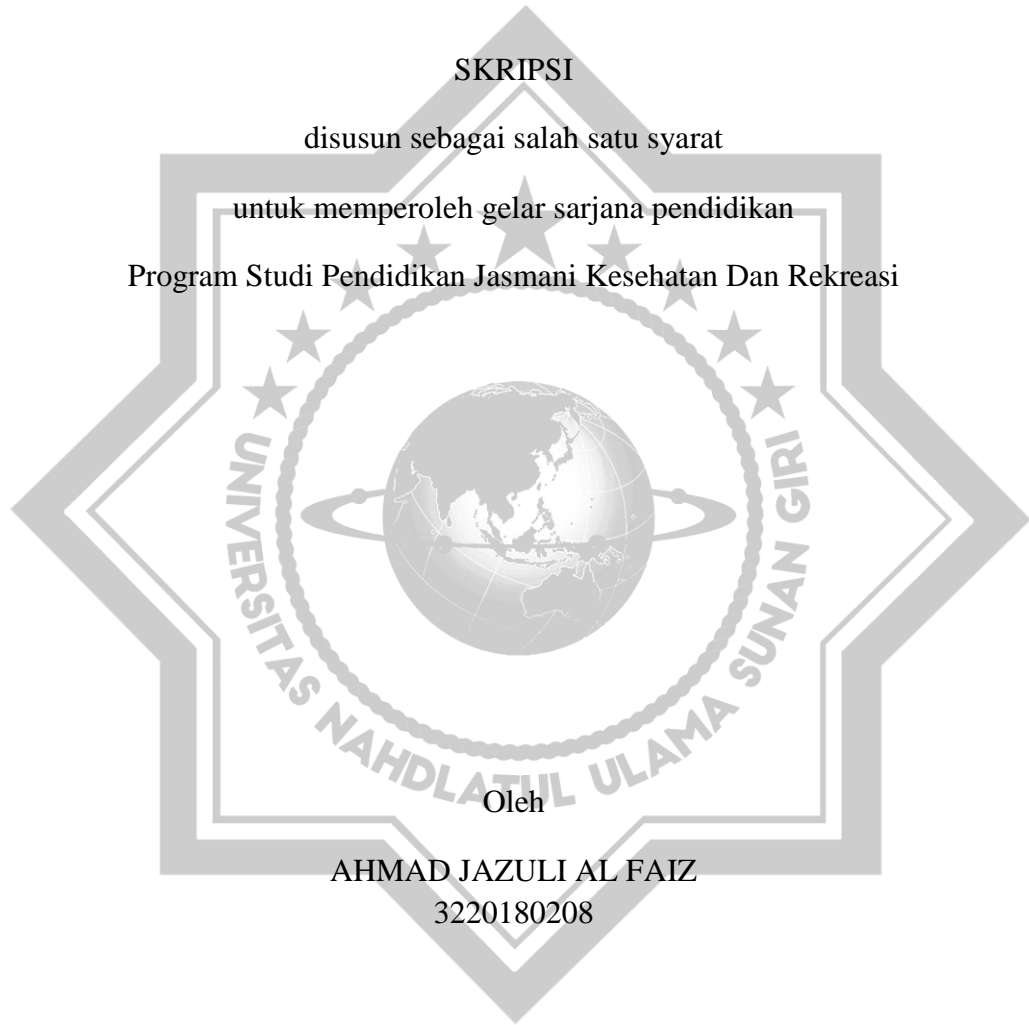 SKRIPSI
disusun sebagai salah satu syarat
untuk memperoleh gelar sarjana pendidikan
Program Studi Pendidikan Jasmani Kesehatan Dan Rekreasi
UNIVERSITAS NAHDLATUL ULAMA SUNAN GIRI
Oleh
AHMAD JAZULI AL FAIZ
3220180208